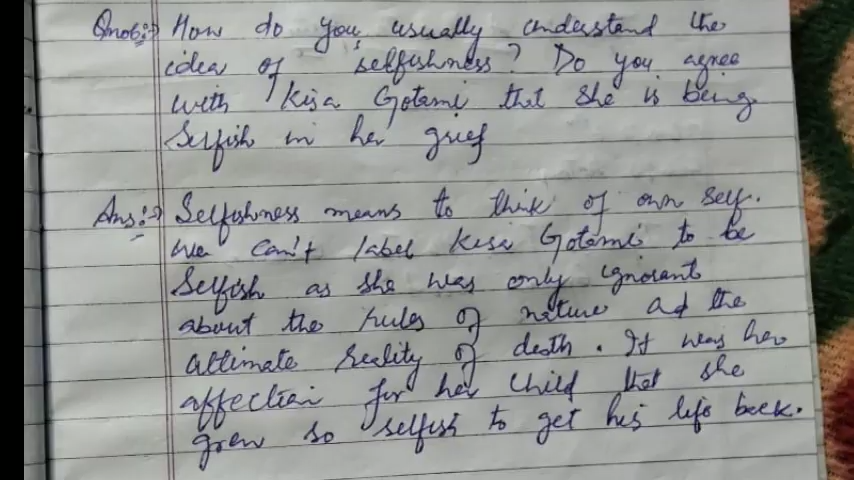 Qno6:→ How do you usually understand the
idea of 'selfishness? Do you agree
with Kisa Gotami that she is being
Selfish in her grief
Ans:→ Selfishness means to think of own self.
we can't label Kisa Gotami to be
Selfish as she was only ignorant
about the rules of nature ad the
altimate reality of death. It was her
affection for her child that she
grew so selfish to get his life back.